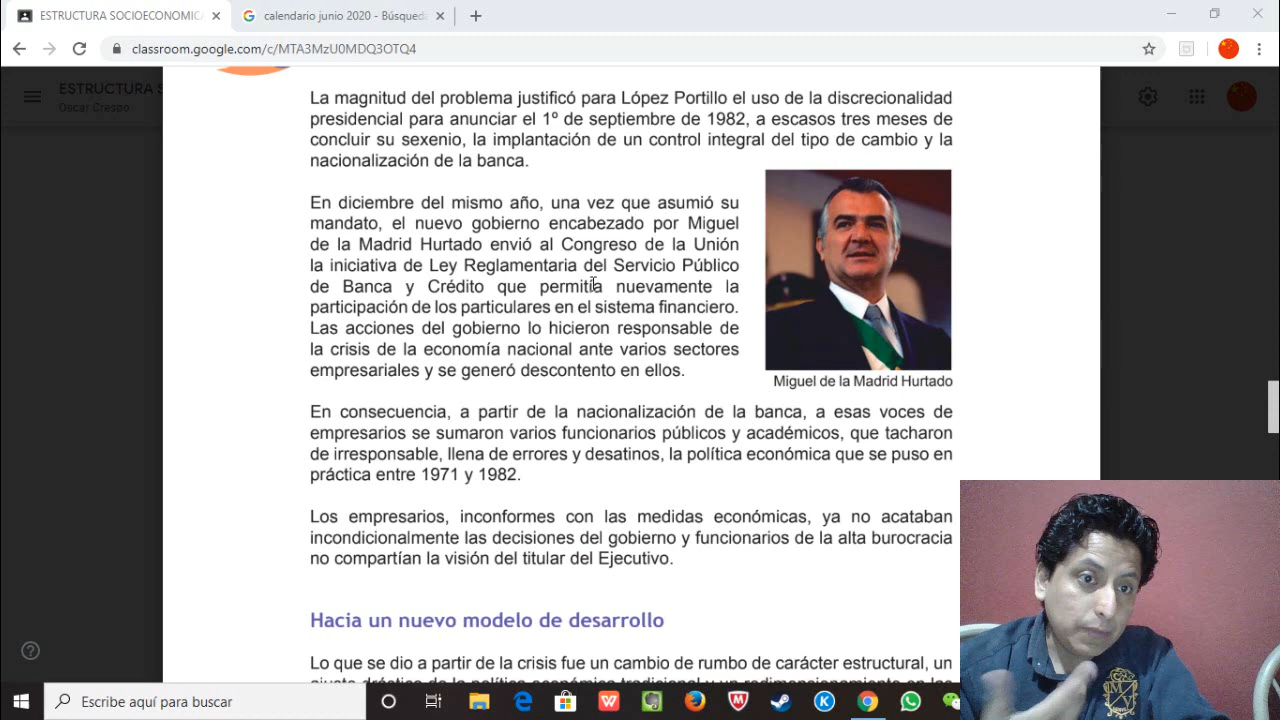 ESTRUCTURA SOCIOECONOMICA
calendario junio 2020 - Búsqued
classroom.google.com/c/MTA3MzU0MDQ3OTQ4
ESTRUCTURA S
Oscar Crespo
La magnitud del problema justificó para López Portillo el uso de la discrecionalidad
presidencial para anunciar el 1º de septiembre de 1982, a escasos tres meses de
concluir su sexenio, la implantación de un control integral del tipo de cambio y la
nacionalización de la banca.
En diciembre del mismo año, una vez que asumió su
mandato, el nuevo gobierno encabezado por Miguel
de la Madrid Hurtado envió al Congreso de la Unión
la iniciativa de Ley Reglamentaria del Servicio Público
de Banca y Crédito que permitía nuevamente la
participación de los particulares en el sistema financiero.
Las acciones del gobierno lo hicieron responsable de
la crisis de la economía nacional ante varios sectores
empresariales y se generó descontento en ellos.
Miguel de la Madrid Hurtado
En consecuencia, a partir de la nacionalización de la banca, a esas voces de
empresarios se sumaron varios funcionarios públicos y académicos, que tacharon
de irresponsable, llena de errores y desatinos, la política económica que se puso en
práctica entre 1971 y 1982.
Los empresarios, inconformes con las medidas económicas, ya no acataban
incondicionalmente las decisiones del gobierno y funcionarios de la alta burocracia
no compartían la visión del titular del Ejecutivo.
Hacia un nuevo modelo de desarrollo
Lo que se dio a partir de la crisis fue un cambio de rumbo de carácter estructural, un
Escribe aquí para buscar